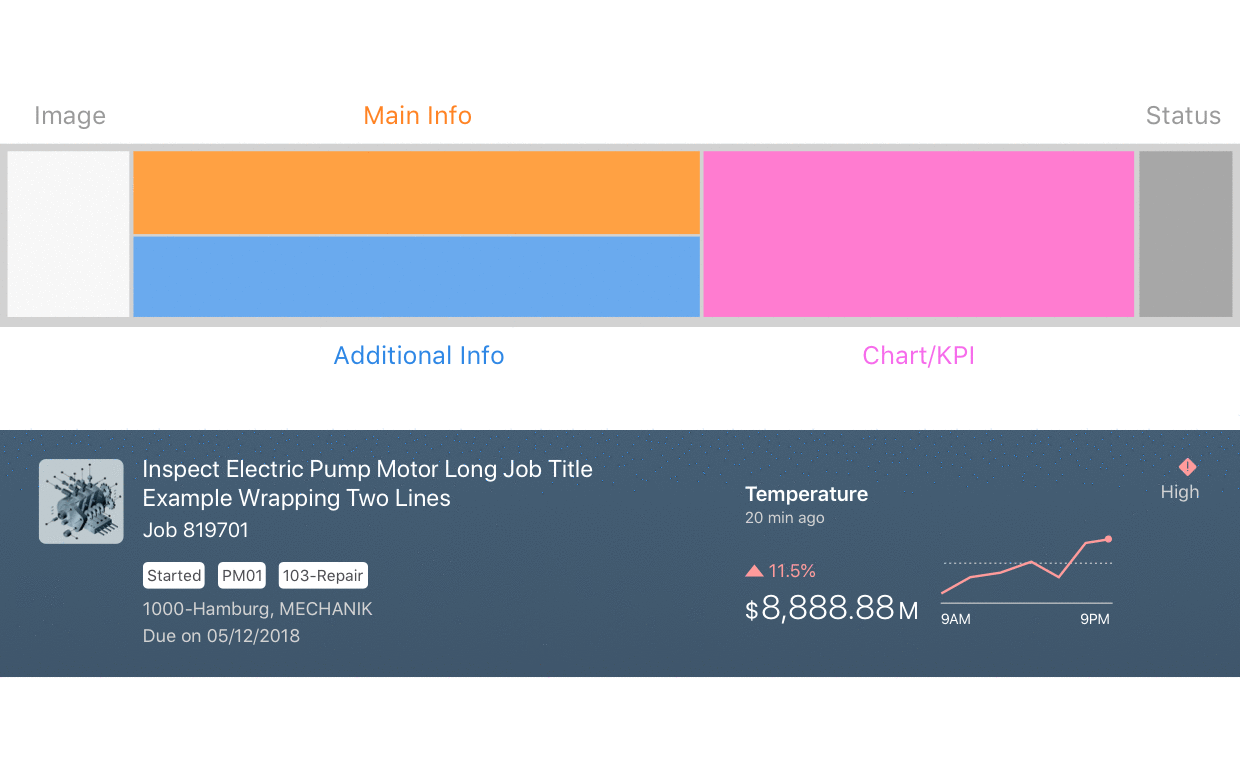 Image
Main Info
Status
Additional Info
Chart/KPI
Inspect Electric Pump Motor Long Job Title
Example Wrapping Two Lines
Job 819701
Started
PM01
103-Repair
1000-Hamburg, MECHANIK
Due on 05/12/2018
Temperature
20 min ago
11.5%
$8,888.88 M
9AM
9PM
High